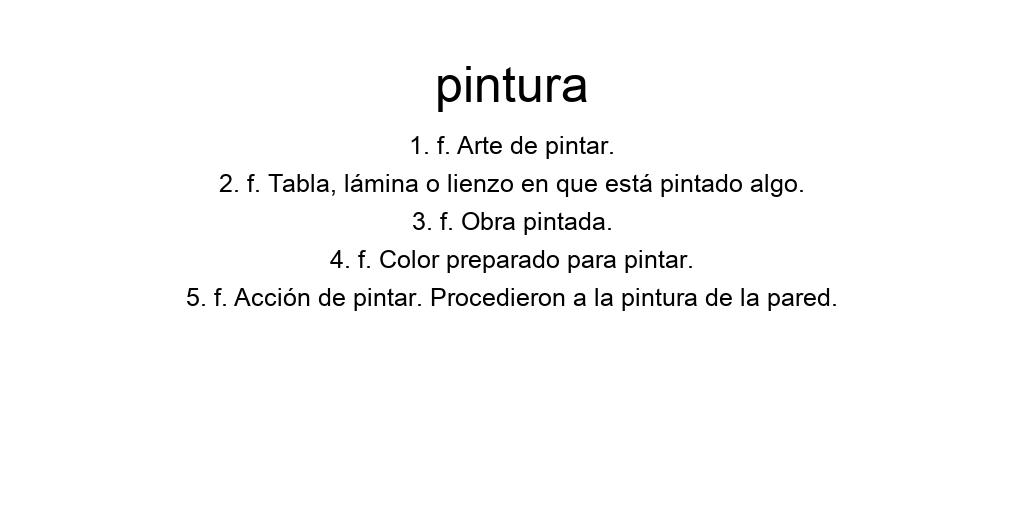 pintura
1. f. Arte de pintar.
2. f. Tabla, lámina o lienzo en que está pintado algo.
3. f. Obra pintada.
4. f. Color preparado para pintar.
5. f. Acción de pintar. Procedieron a la pintura de la pared.